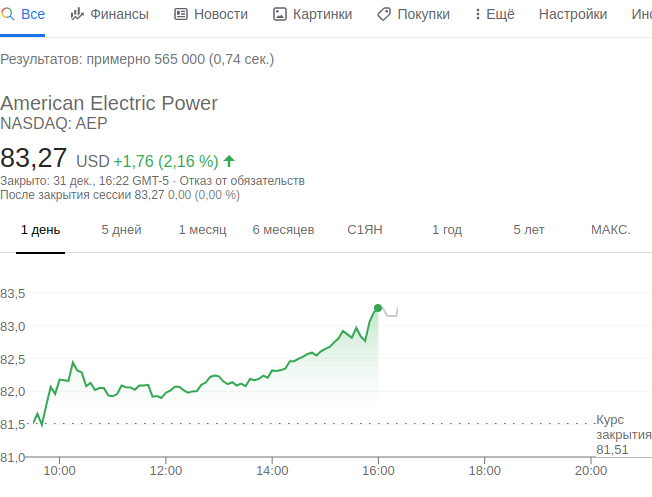 Все Финансы Новости Картинки Покупки Ещё Настройки Инс
Результатов: примерно 565 000 (0,74 сек.)
American Electric Power
NASDAQ: AEP
83,27 USD +1,76 (2,16 %)
Закрыто: 31 дек., 16:22 GMT-5 · Отказ от обязательств
После закрытия сессии 83,27 0,00 (0,00 %)
1 день 5 дней 1 месяц 6 месяцев С1ЯН 1 год 5 лет МАКС.
83,5
83,0
82,5
82,0
81,5
Курс
закрытия
81,51
81,0
10:00 12:00 14:00 16:00 18:00 20:00